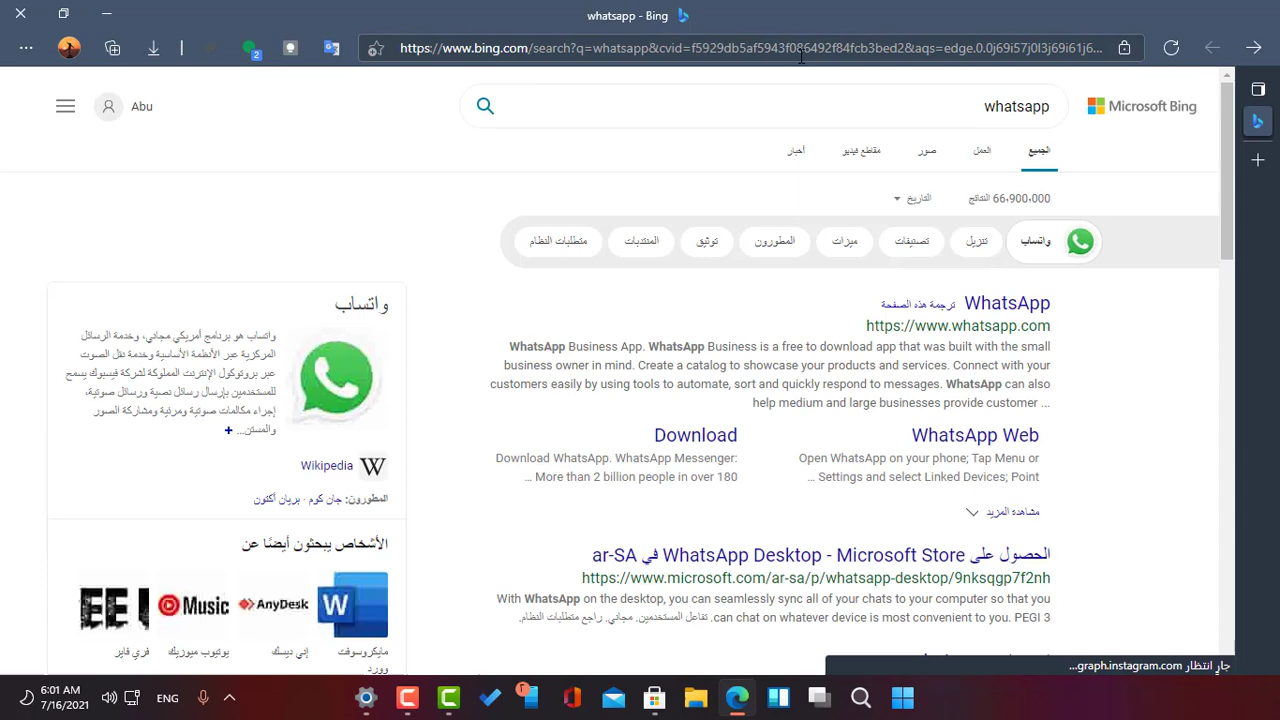 whatsapp - Bing
https://www.bing.com/search?q=whatsapp&cvid=f5929db5af5943f086492f84fcb3bed2&aqs=edge.0.0j69i57j0l3j69i61j6...
2
Microsoft Bing
whatsapp
Abu
الجميع
العمل
صور
مقاطع فيديو
أخبار
66،900،000 النتائج
التاريخ
واتساب
تنزيل
تصنيفات
ميزات
المطورون
توثيق
المنتديات
متطلبات النظام
WhatsApp ترجمة هذه الصفحة
https://www.whatsapp.com
WhatsApp Business App. WhatsApp Business is a free to download app that was built with the small
business owner in mind. Create a catalog to showcase your products and services. Connect with your
customers easily by using tools to automate, sort and quickly respond to messages. WhatsApp can also
help medium and large businesses provide customer ...
WhatsApp Web
Open WhatsApp on your phone; Tap Menu or
Settings and select Linked Devices; Point ...
Download
Download WhatsApp. WhatsApp Messenger:
More than 2 billion people in over 180 ...
مشاهدة المزيد
الحصول على WhatsApp Desktop - Microsoft Store في ar-SA
https://www.microsoft.com/ar-sa/p/whatsapp-desktop/9nksqgp7f2nh
With WhatsApp on the desktop, you can seamlessly sync all of your chats to your computer so that you
can chat on whatever device is most convenient to you. PEGI 3. تفاعل المستخدمين. مجاني. راجع متطلبات النظام.
واتساب
واتساب هو برنامج أمريكي مجاني، وخدمة الرسائل
المركزية عبر الأنظمة الأساسية وخدمة نقل الصوت
عبر بروتوكول الإنترنت المملوكة لشركة فيسبوك يسمح
للمستخدمين بإرسال رسائل نصية ورسائل صوتية،
إجراء مكالمات صوتية ومرئية ومشاركة الصور
والمستن... +
W Wikipedia
المطورون: جان كوم · بريان أكتون
الأشخاص يبحثون أيضًا عن
W
AnyDesk
Music
مايكروسوفت
وورد
إني ديسك
يوتيوب ميوزيك
فري فاير
جار انتظار graph.instagram.com...
6:01 AM
7/16/2021
ENG